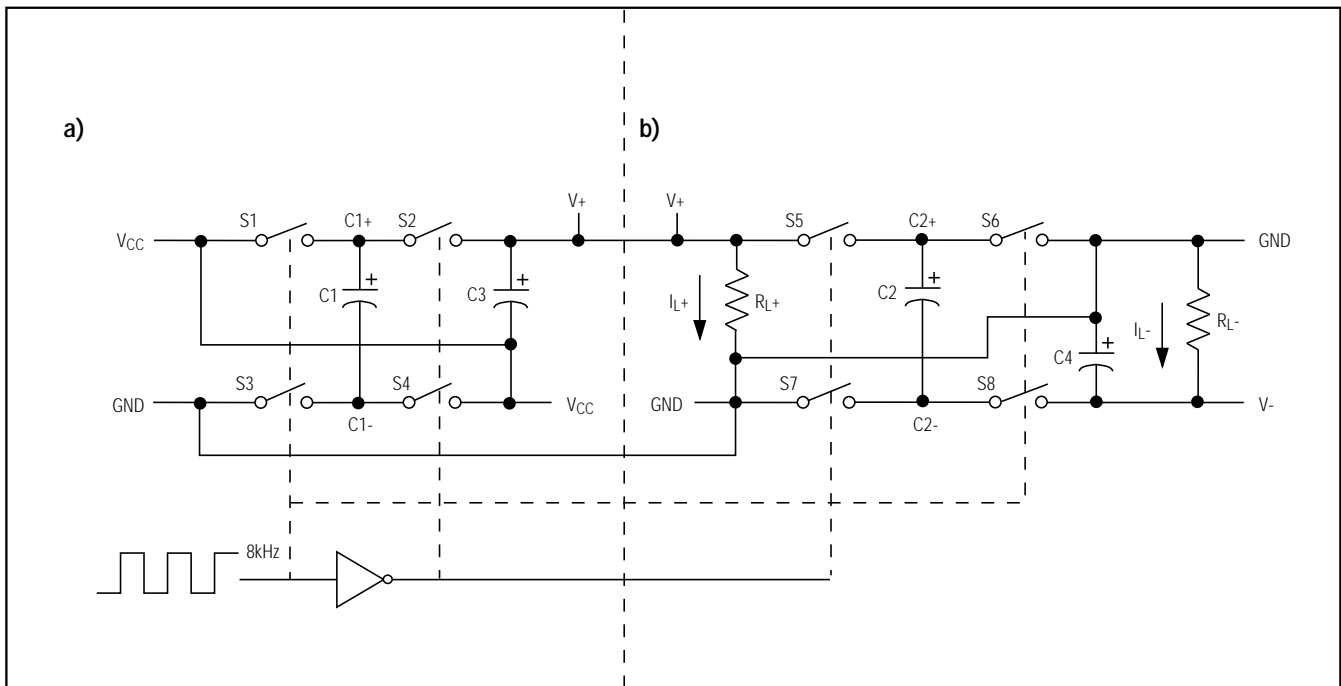 a)
b)
V+
V+
S1
C1+
S2
S5
C2+
S6
VCC
GND
C1
+
C3
+
IL+
RL+
C2
+
IL-
RL-
C4
+
S3
S4
S7
S8
GND
VCC
GND
V-
C1-
C2-
8kHz